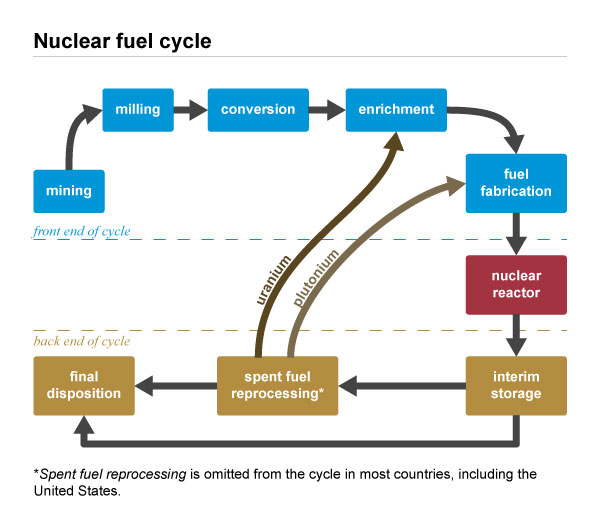 Nuclear fuel cycle
milling
conversion
enrichment
mining
fuel
fabrication
front end of cycle
uranium
plutonium
nuclear
reactor
back end of cycle
final
disposition
spent fuel
reprocessing*
interim
storage
*Spent fuel reprocessing is omitted from the cycle in most countries, including the
United States.